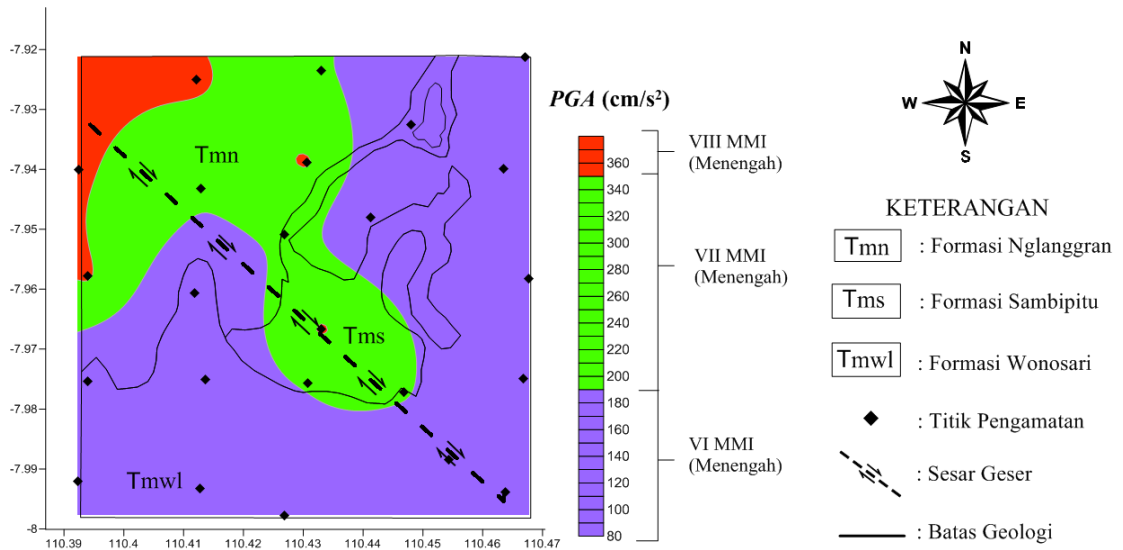 -7.92
-7.93
-7.94
-7.95
-7.96
-7.97
-7.98
-7.99
-8
110.39 110.4 110.41 110.42 110.43 110.44 110.45 110.46 110.47
Tmn
Tms
Tmwl
PGA (cm/s²)
360
340
320
300
280
260
240
220
200
180
160
140
120
100
80
VIII MMI
(Menengah)
VII MMI
(Menengah)
VI MMI
(Menengah)
N
W E
S
KETERANGAN
Tmn : Formasi Nglanggran
Tms : Formasi Sambipitu
Tmwl : Formasi Wonosari
: Titik Pengamatan
: Sesar Geser
: Batas Geologi